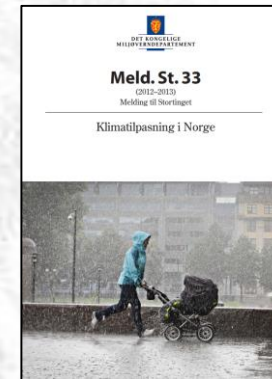 DET KONGELIGE
MILJØVERNDEPARTEMENT
Meld. St. 33
(2012–2013)
Melding til Stortinget
Klimatilpasning i Norge